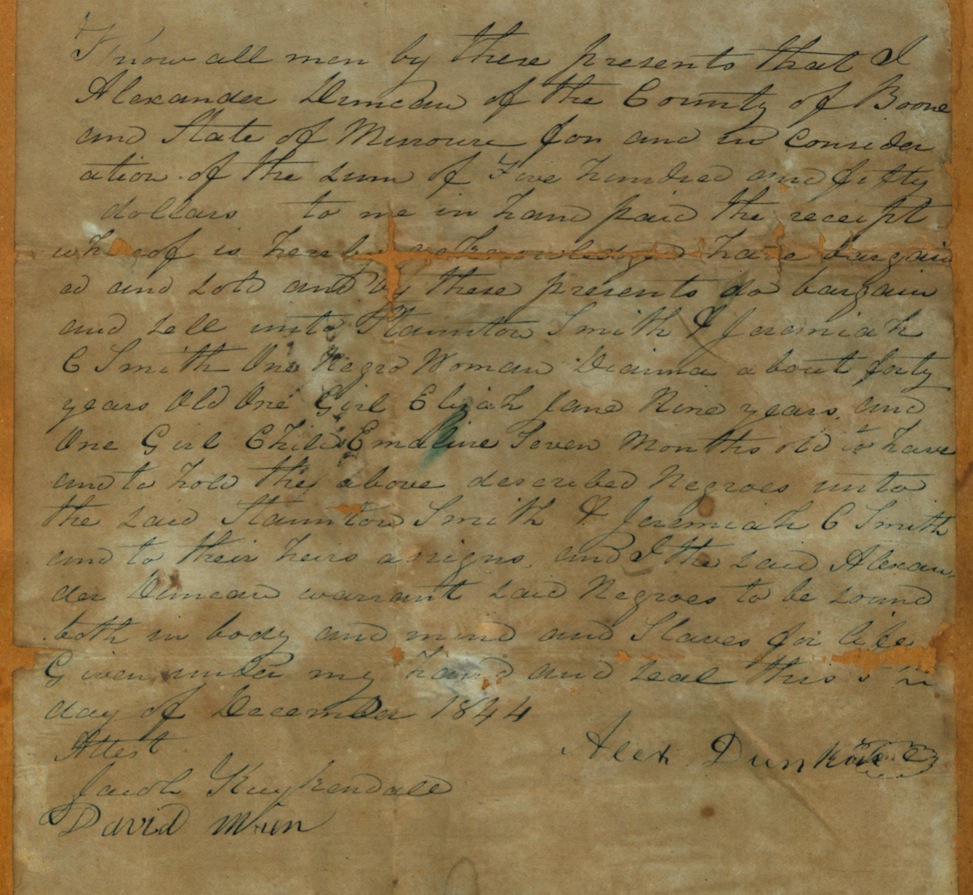 Know all men by these presents that I
Alexander Duncan of the County of Boone
and State of Missouri for and in consider
ation of the sum of Five hundred and fifty
dollars to me in hand paid the receipt
whereof is hereby acknowledged have bargain
ed and sold and by these presents do bargain
and sell unto Staunton Smith & Jeremiah
C Smith One Negro Woman Dianna about forty
years Old One Girl Elijah Jane Nine years and
One Girl Child Emaline Seven Months old to have
and to hold the above described Negroes unto
the said Staunton Smith & Jeremiah C Smith
and to their heirs assigns and I the said Alexan
der Duncan warrant said Negroes to be sound
both in body and mind and Slaves for life
Given under my hand and seal this
day of December 1844
Attest
Alex Dunkin
Jacob Kuykendall
David